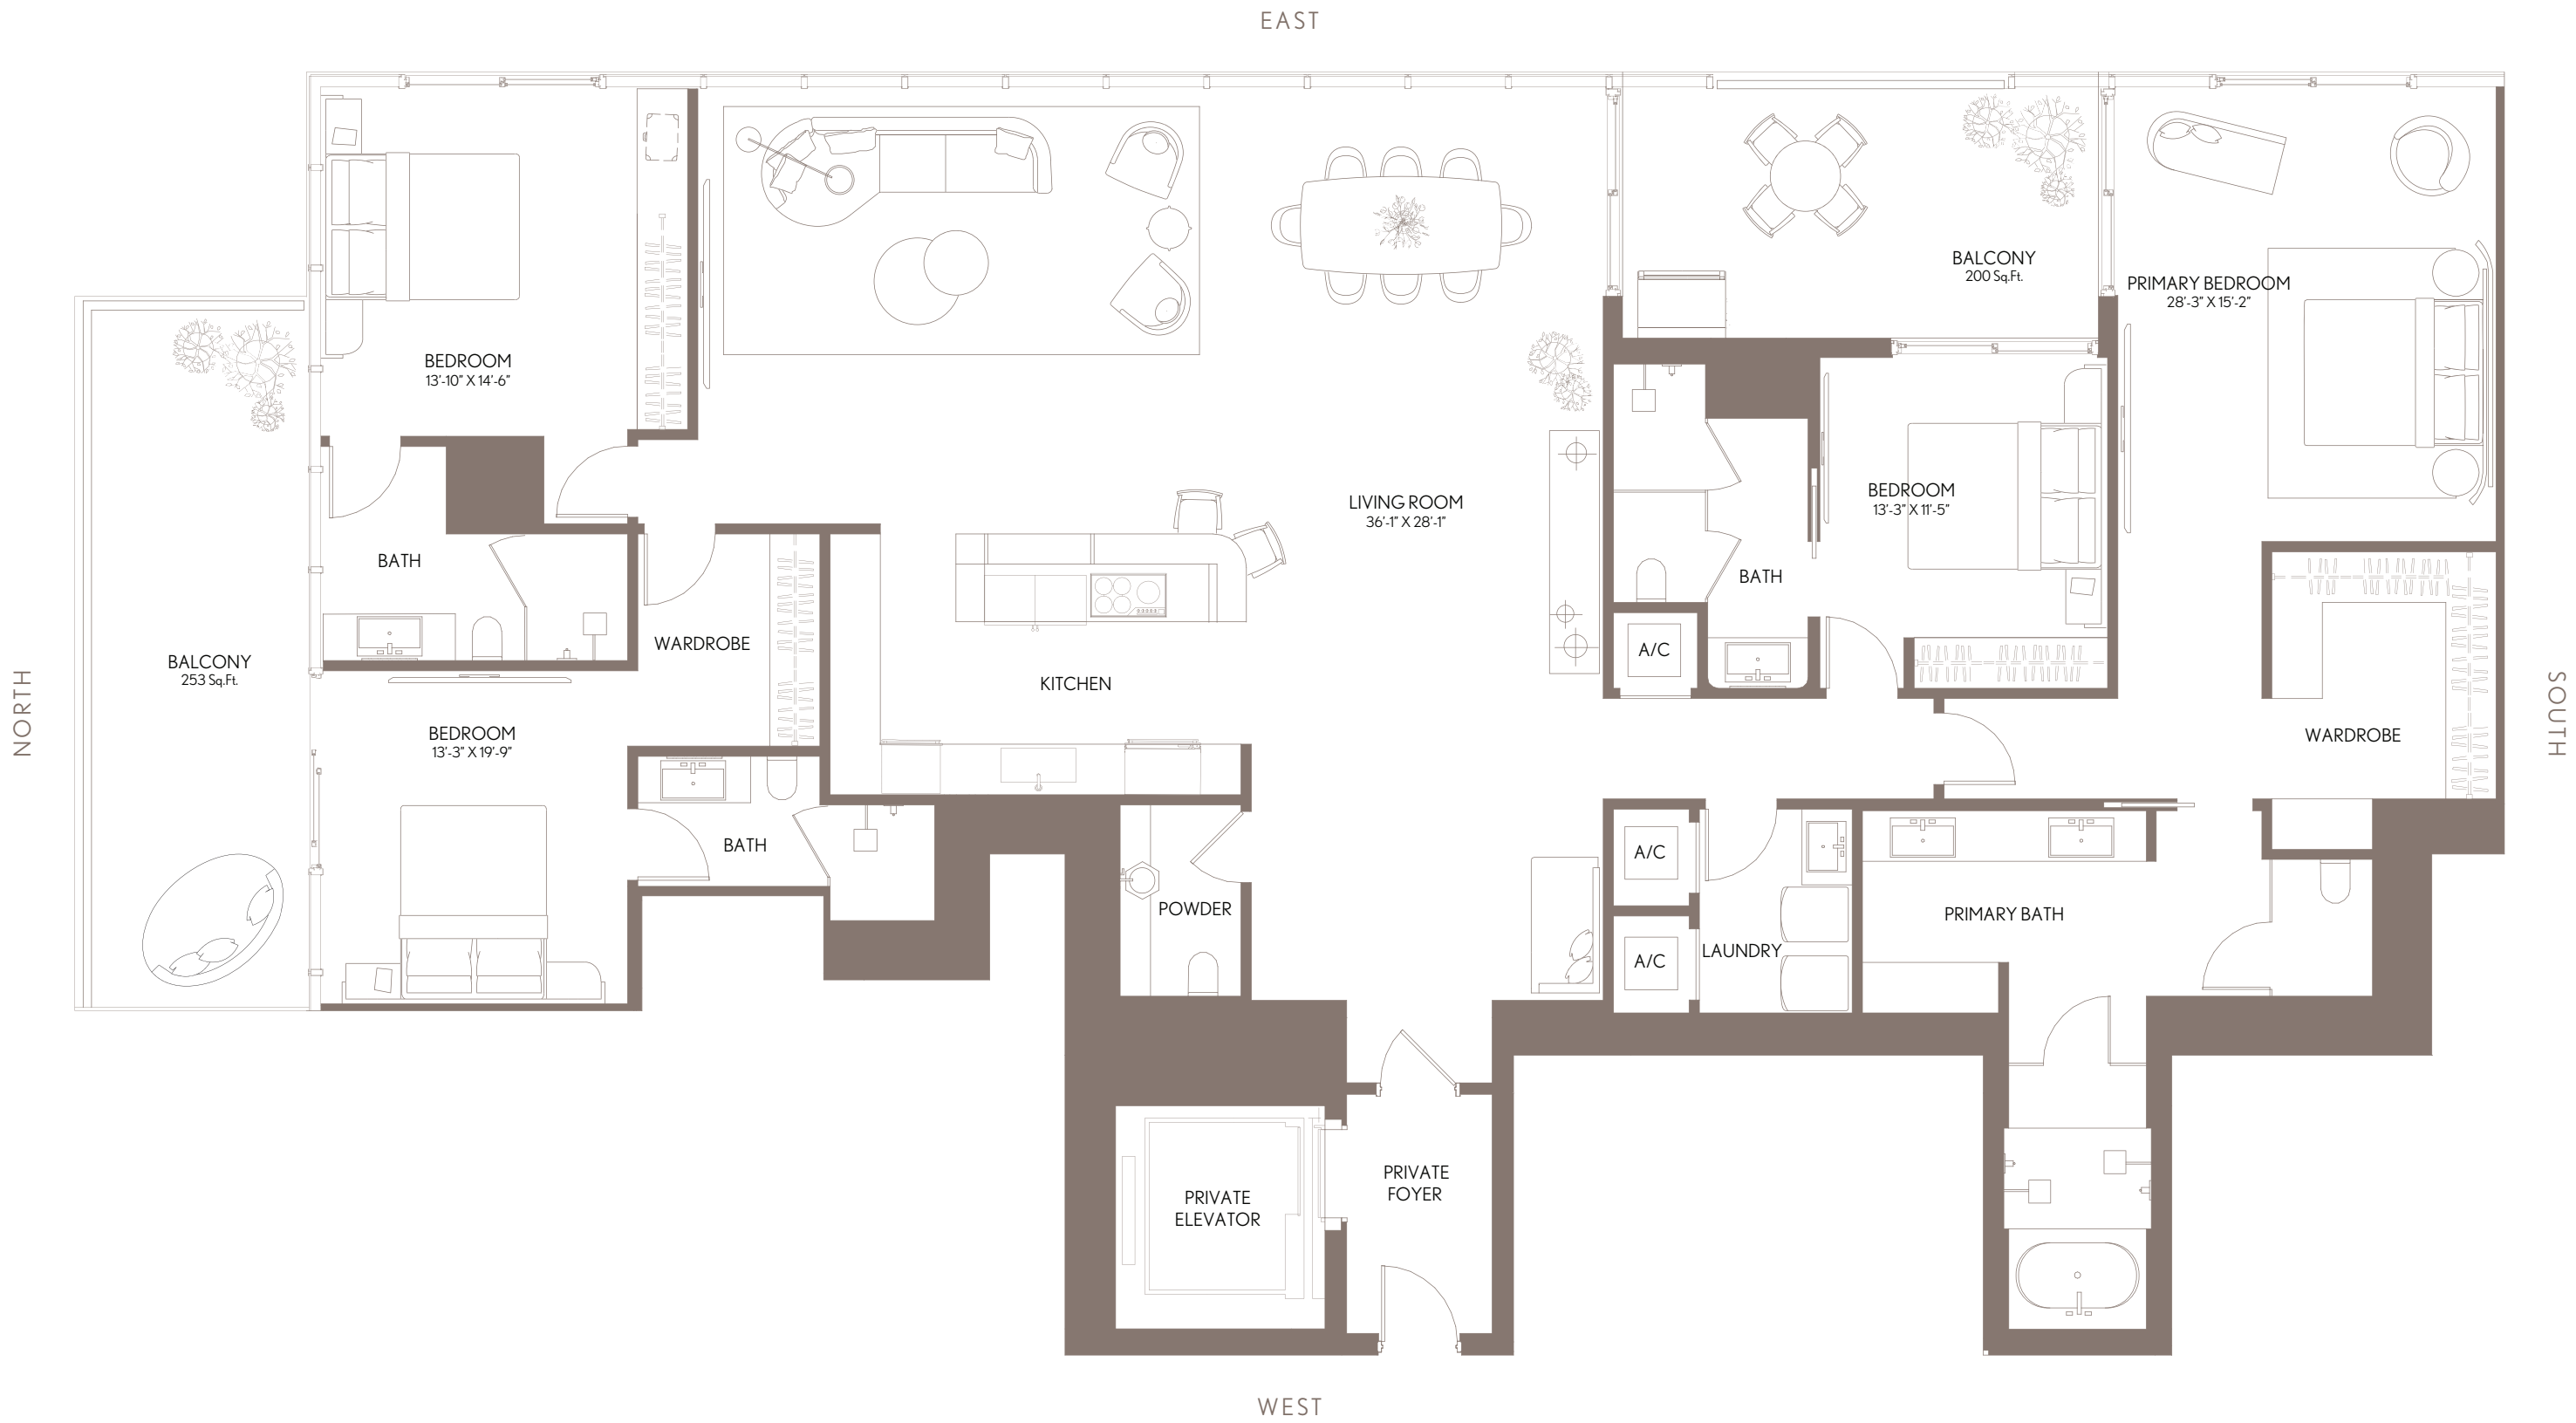 EAST
BALCONY
200 Sq.Ft.
PRIMARY BEDROOM
28'-3" X 15'-2"
BEDROOM
13'-10" X 14'-6"
LIVING ROOM
36'-1" X 28'-1"
BEDROOM
13'-3" X 11'-5"
BATH
BATH
WARDROBE
A/C
BALCONY
253 Sq.Ft.
KITCHEN
NORTH
SOUTH
BEDROOM
13'-3" X 19'-9"
WARDROBE
BATH
A/C
POWDER
PRIMARY BATH
LAUNDRY
A/C
PRIVATE
FOYER
PRIVATE
ELEVATOR
WEST